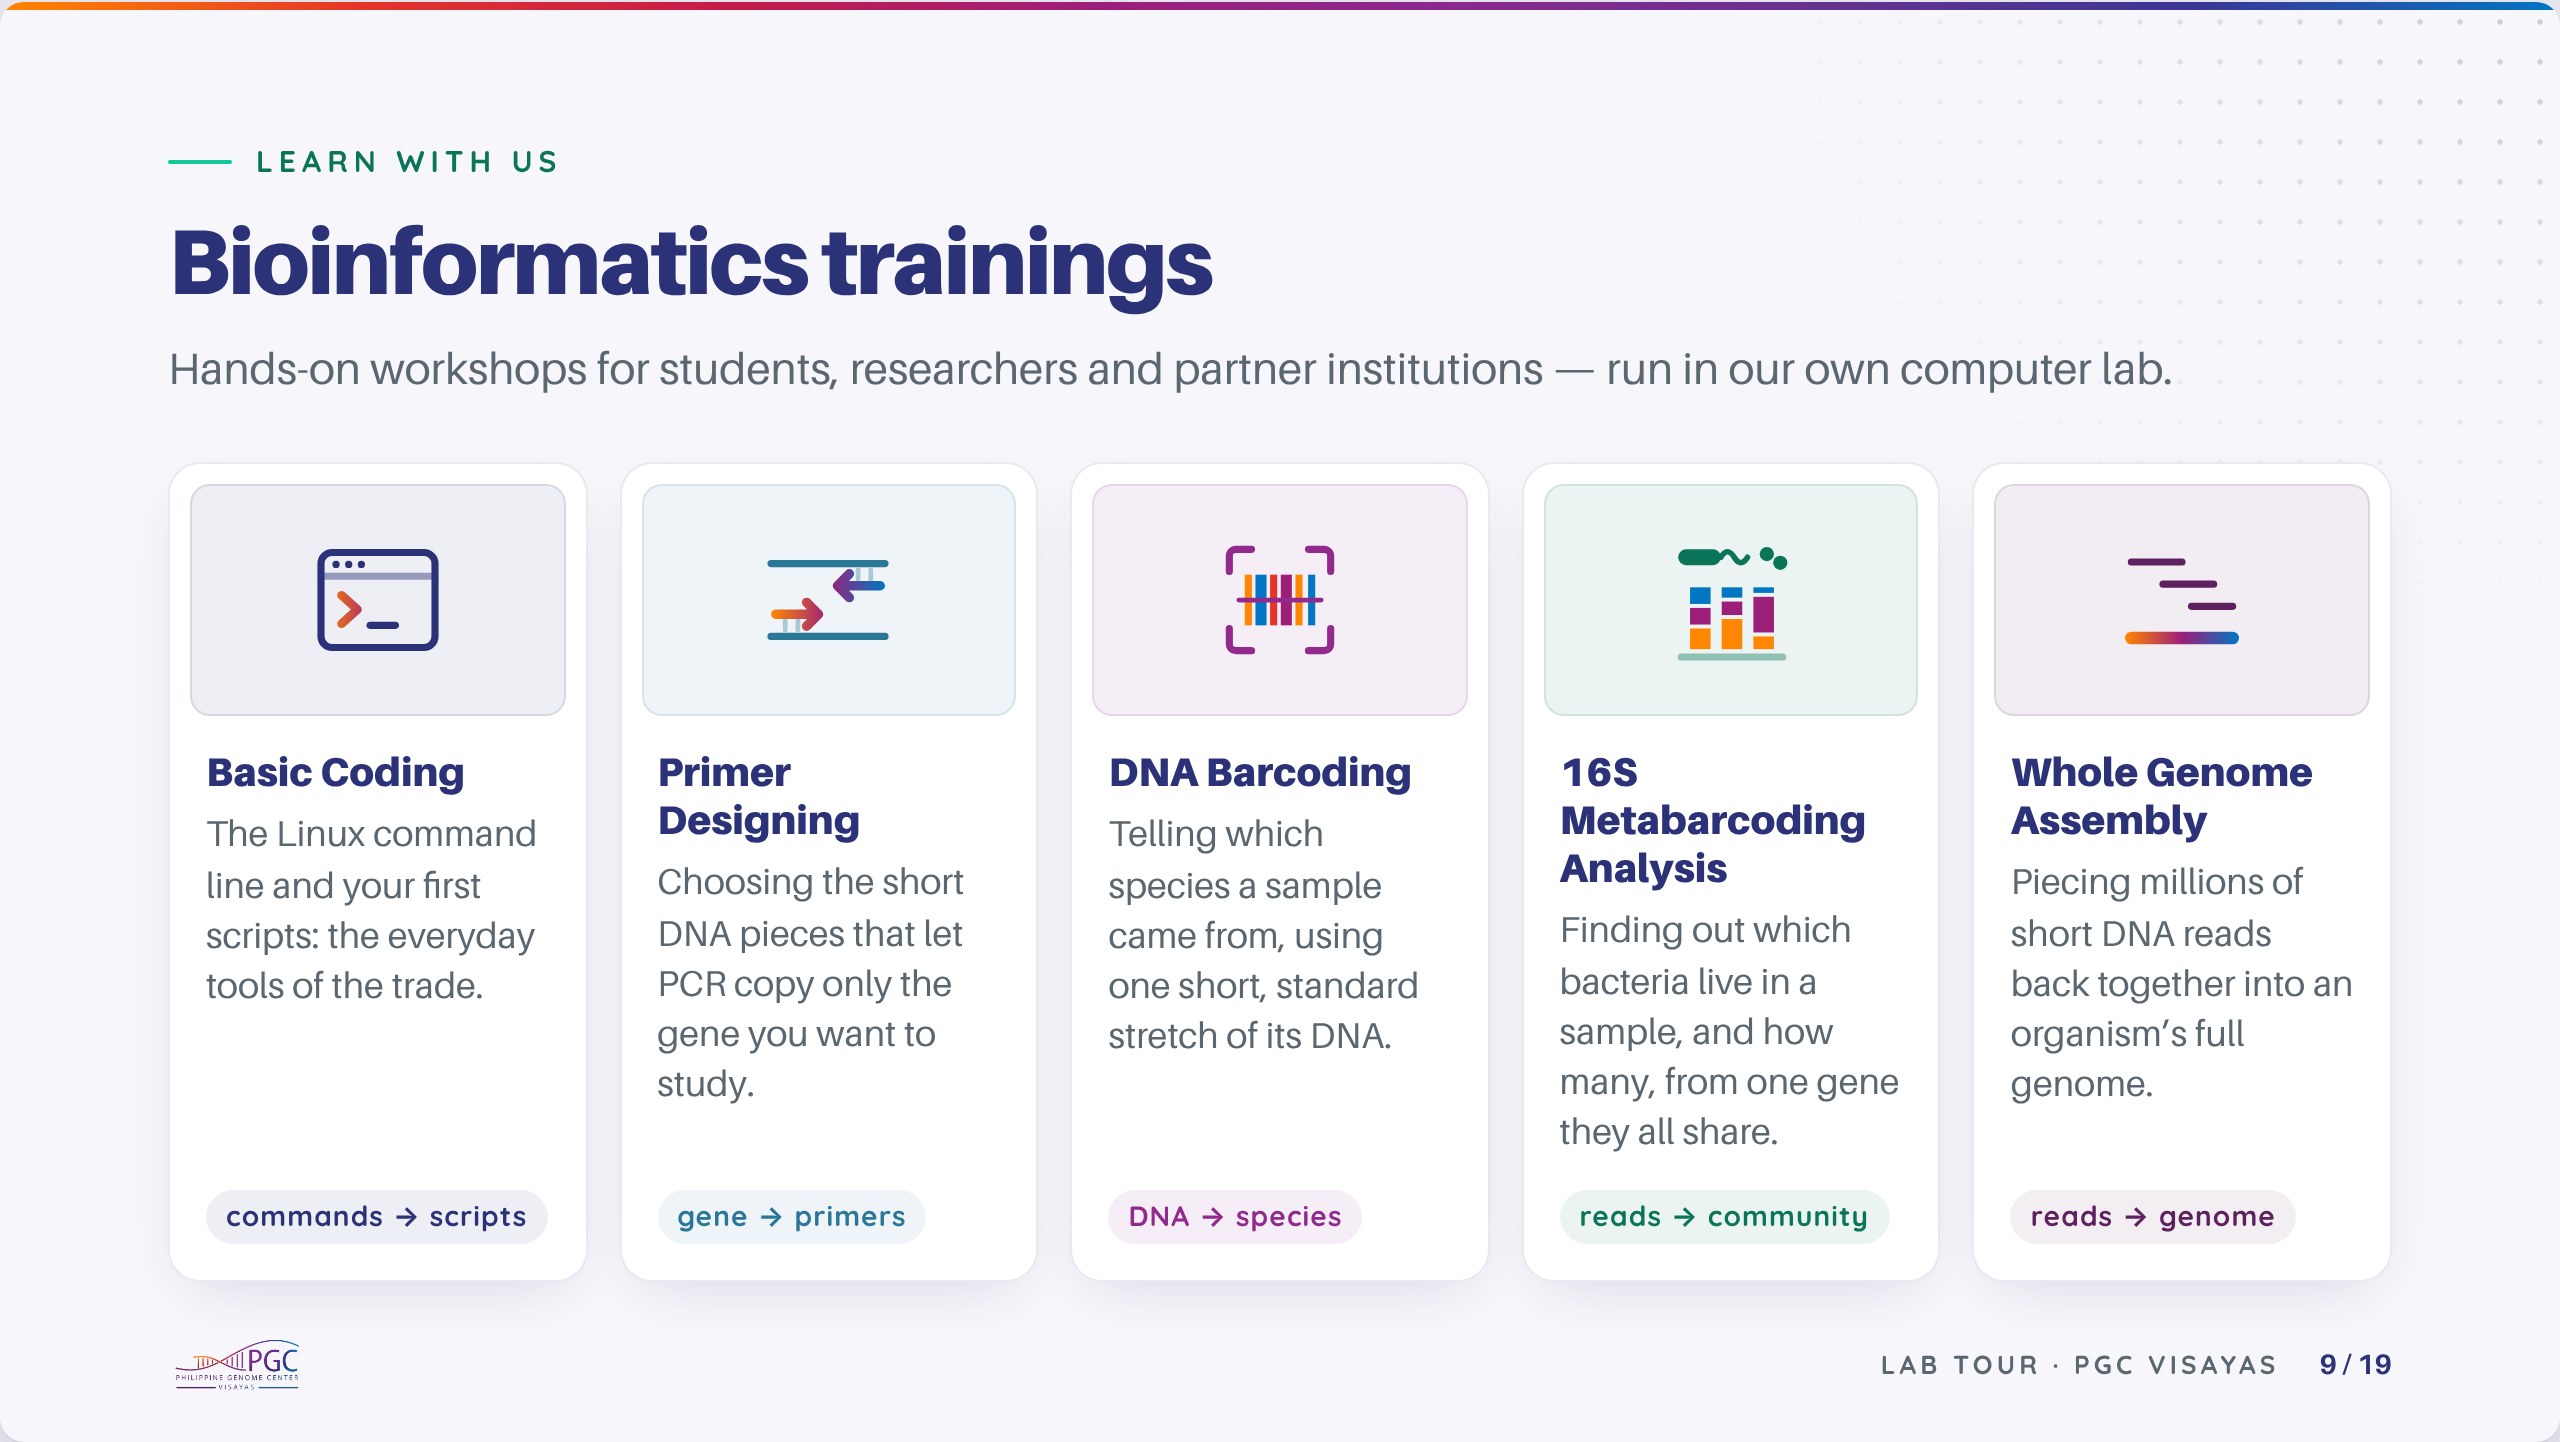 LEARN WITH US
Bioinformatics trainings
Hands-on workshops for students, researchers and partner institutions — run in our own computer lab.
Basic Coding
The Linux command
line and your first
scripts: the everyday
tools of the trade.
commands → scripts
Primer
Designing
Choosing the short
DNA pieces that let
PCR copy only the
gene you want to
study.
gene → primers
DNA Barcoding
Telling which
species a sample
came from, using
one short, standard
stretch of its DNA.
DNA → species
16S
Metabarcoding
Analysis
Finding out which
bacteria live in a
sample, and how
many, from one gene
they all share.
reads → community
Whole Genome
Assembly
Piecing millions of
short DNA reads
back together into an
organism’s full
genome.
reads → genome
PGC
PHILIPPINE GENOME CENTER
VISAYAS
LAB TOUR · PGC VISAYAS 9 / 19